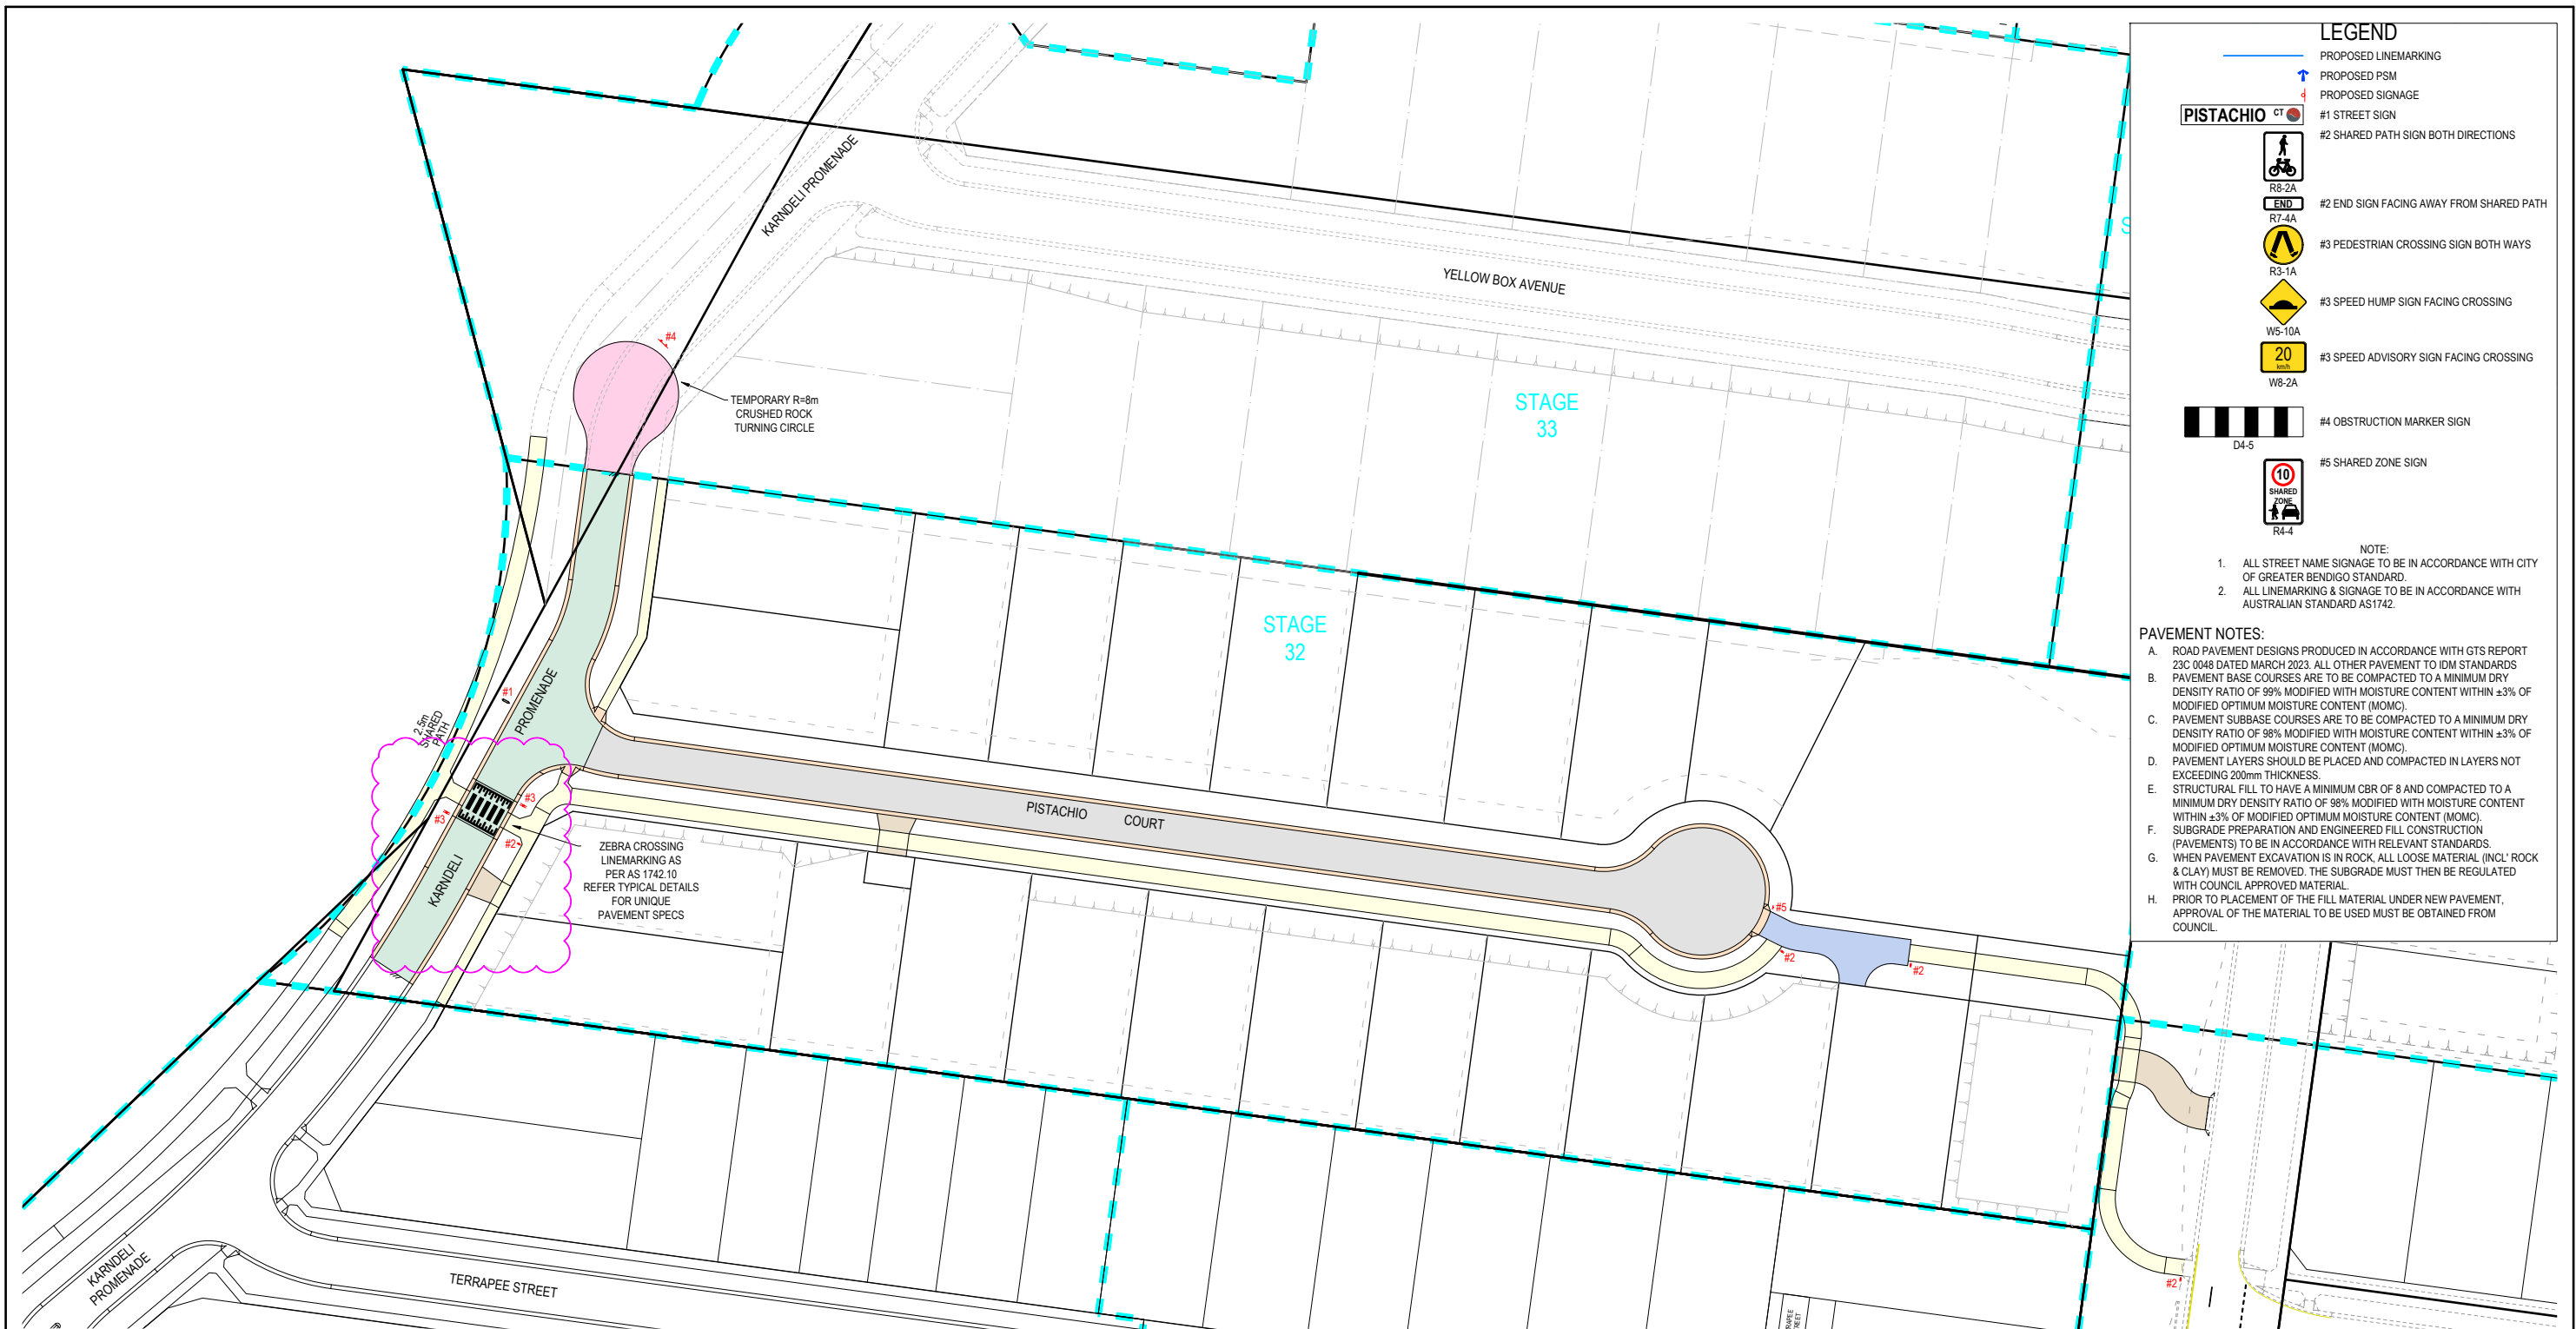 KARNDELI PROMENADE
YELLOW BOX AVENUE
#4
TEMPORARY R=8m
CRUSHED ROCK
TURNING CIRCLE
STAGE
33
STAGE
32
#1
PROMENADE
2.5m
SHARED
PATH
#3
#3
#2
KARNDELI
ZEBRA CROSSING
LINEMARKING AS
PER AS 1742.10
REFER TYPICAL DETAILS
FOR UNIQUE
PAVEMENT SPECS
PISTACHIO COURT
#5
#2
#2
#2
KARNDELI
PROMENADE
TERRAPEE STREET
S
LEGEND
PROPOSED LINEMARKING
PROPOSED PSM
PROPOSED SIGNAGE
PISTACHIO CT
#1 STREET SIGN
#2 SHARED PATH SIGN BOTH DIRECTIONS
R8-2A
END
#2 END SIGN FACING AWAY FROM SHARED PATH
R7-4A
#3 PEDESTRIAN CROSSING SIGN BOTH WAYS
R3-1A
#3 SPEED HUMP SIGN FACING CROSSING
W5-10A
20
km/h
#3 SPEED ADVISORY SIGN FACING CROSSING
W8-2A
#4 OBSTRUCTION MARKER SIGN
D4-5
#5 SHARED ZONE SIGN
10
SHARED
ZONE
R4-4
NOTE:
1. ALL STREET NAME SIGNAGE TO BE IN ACCORDANCE WITH CITY
OF GREATER BENDIGO STANDARD.
2. ALL LINEMARKING & SIGNAGE TO BE IN ACCORDANCE WITH
AUSTRALIAN STANDARD AS1742.
PAVEMENT NOTES:
A. ROAD PAVEMENT DESIGNS PRODUCED IN ACCORDANCE WITH GTS REPORT
23C 0048 DATED MARCH 2023. ALL OTHER PAVEMENT TO IDM STANDARDS
B. PAVEMENT BASE COURSES ARE TO BE COMPACTED TO A MINIMUM DRY
DENSITY RATIO OF 99% MODIFIED WITH MOISTURE CONTENT WITHIN ±3% OF
MODIFIED OPTIMUM MOISTURE CONTENT (MOMC).
C. PAVEMENT SUBBASE COURSES ARE TO BE COMPACTED TO A MINIMUM DRY
DENSITY RATIO OF 98% MODIFIED WITH MOISTURE CONTENT WITHIN ±3% OF
MODIFIED OPTIMUM MOISTURE CONTENT (MOMC).
D. PAVEMENT LAYERS SHOULD BE PLACED AND COMPACTED IN LAYERS NOT
EXCEEDING 200mm THICKNESS.
E. STRUCTURAL FILL TO HAVE A MINIMUM CBR OF 8 AND COMPACTED TO A
MINIMUM DRY DENSITY RATIO OF 98% MODIFIED WITH MOISTURE CONTENT
WITHIN ±3% OF MODIFIED OPTIMUM MOISTURE CONTENT (MOMC).
F. SUBGRADE PREPARATION AND ENGINEERED FILL CONSTRUCTION
(PAVEMENTS) TO BE IN ACCORDANCE WITH RELEVANT STANDARDS.
G. WHEN PAVEMENT EXCAVATION IS IN ROCK, ALL LOOSE MATERIAL (INCL' ROCK
& CLAY) MUST BE REMOVED. THE SUBGRADE MUST THEN BE REGULATED
WITH COUNCIL APPROVED MATERIAL.
H. PRIOR TO PLACEMENT OF THE FILL MATERIAL UNDER NEW PAVEMENT,
APPROVAL OF THE MATERIAL TO BE USED MUST BE OBTAINED FROM
COUNCIL.